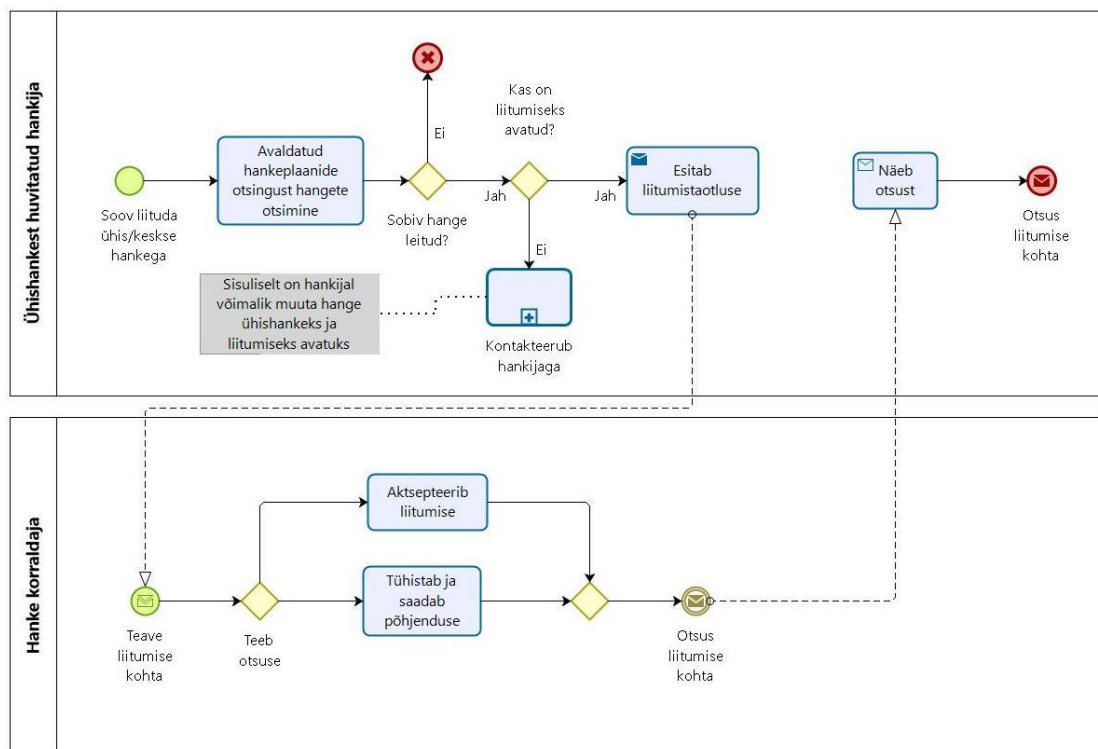 Ühishankest huvitatud hankija
Soov liituda
ühis/keskse
hankega
Avaldatud
hankeplaanide
otsingust hangete
otsimine
Ei
Sobiv hange
leitud?
Jah
Kas on
liitumiseks
avatud?
Jah
Ei
Esitab
liitumistaotluse
Näeb
otsust
Otsus
liitumise
kohta
Sisuliselt on hankijal
võimalik muuta hange
ühishankeks ja
liitumiseks avatuks
Kontakteerub
hankijaga
Hanke korraldaja
Teave
liitumise
kohta
Teeb
otsuse
Aktsepteerib
liitumise
Tühistab ja
saadab
põhjenduse
Otsus
liitumise
kohta